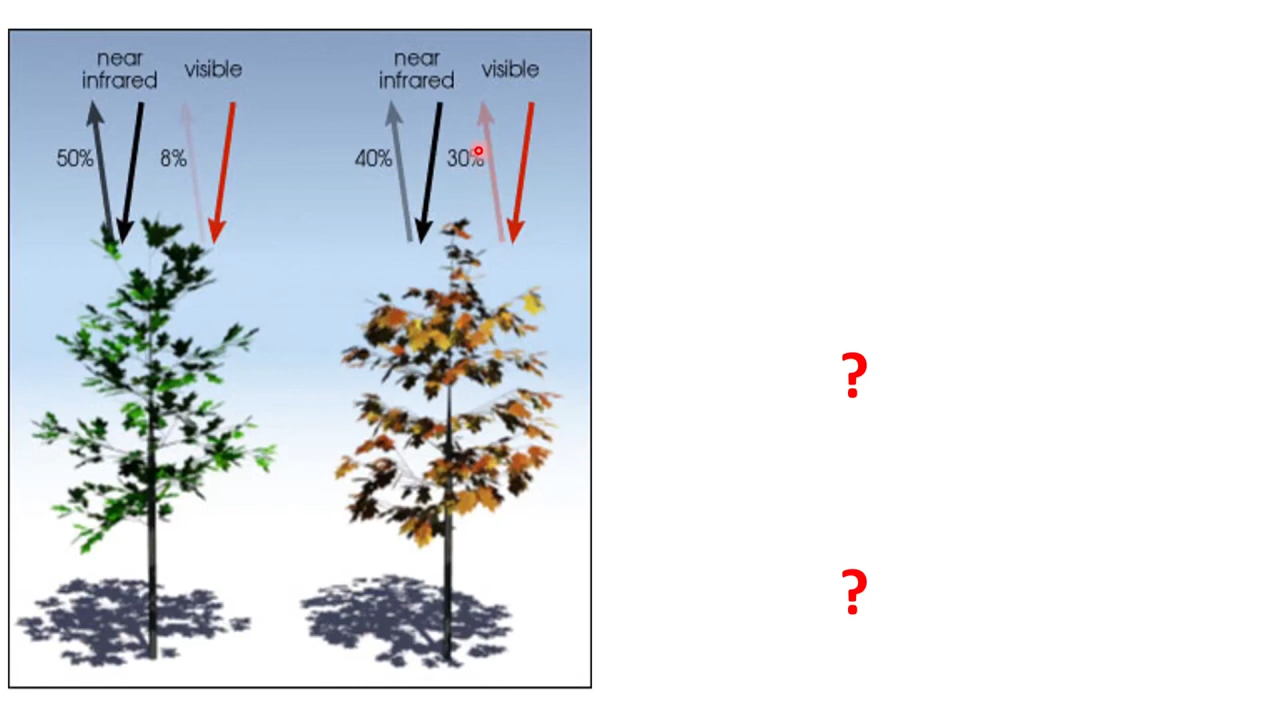 near
infrared
visible
near
infrared
visible
50%
8%
40%
30%
?
?